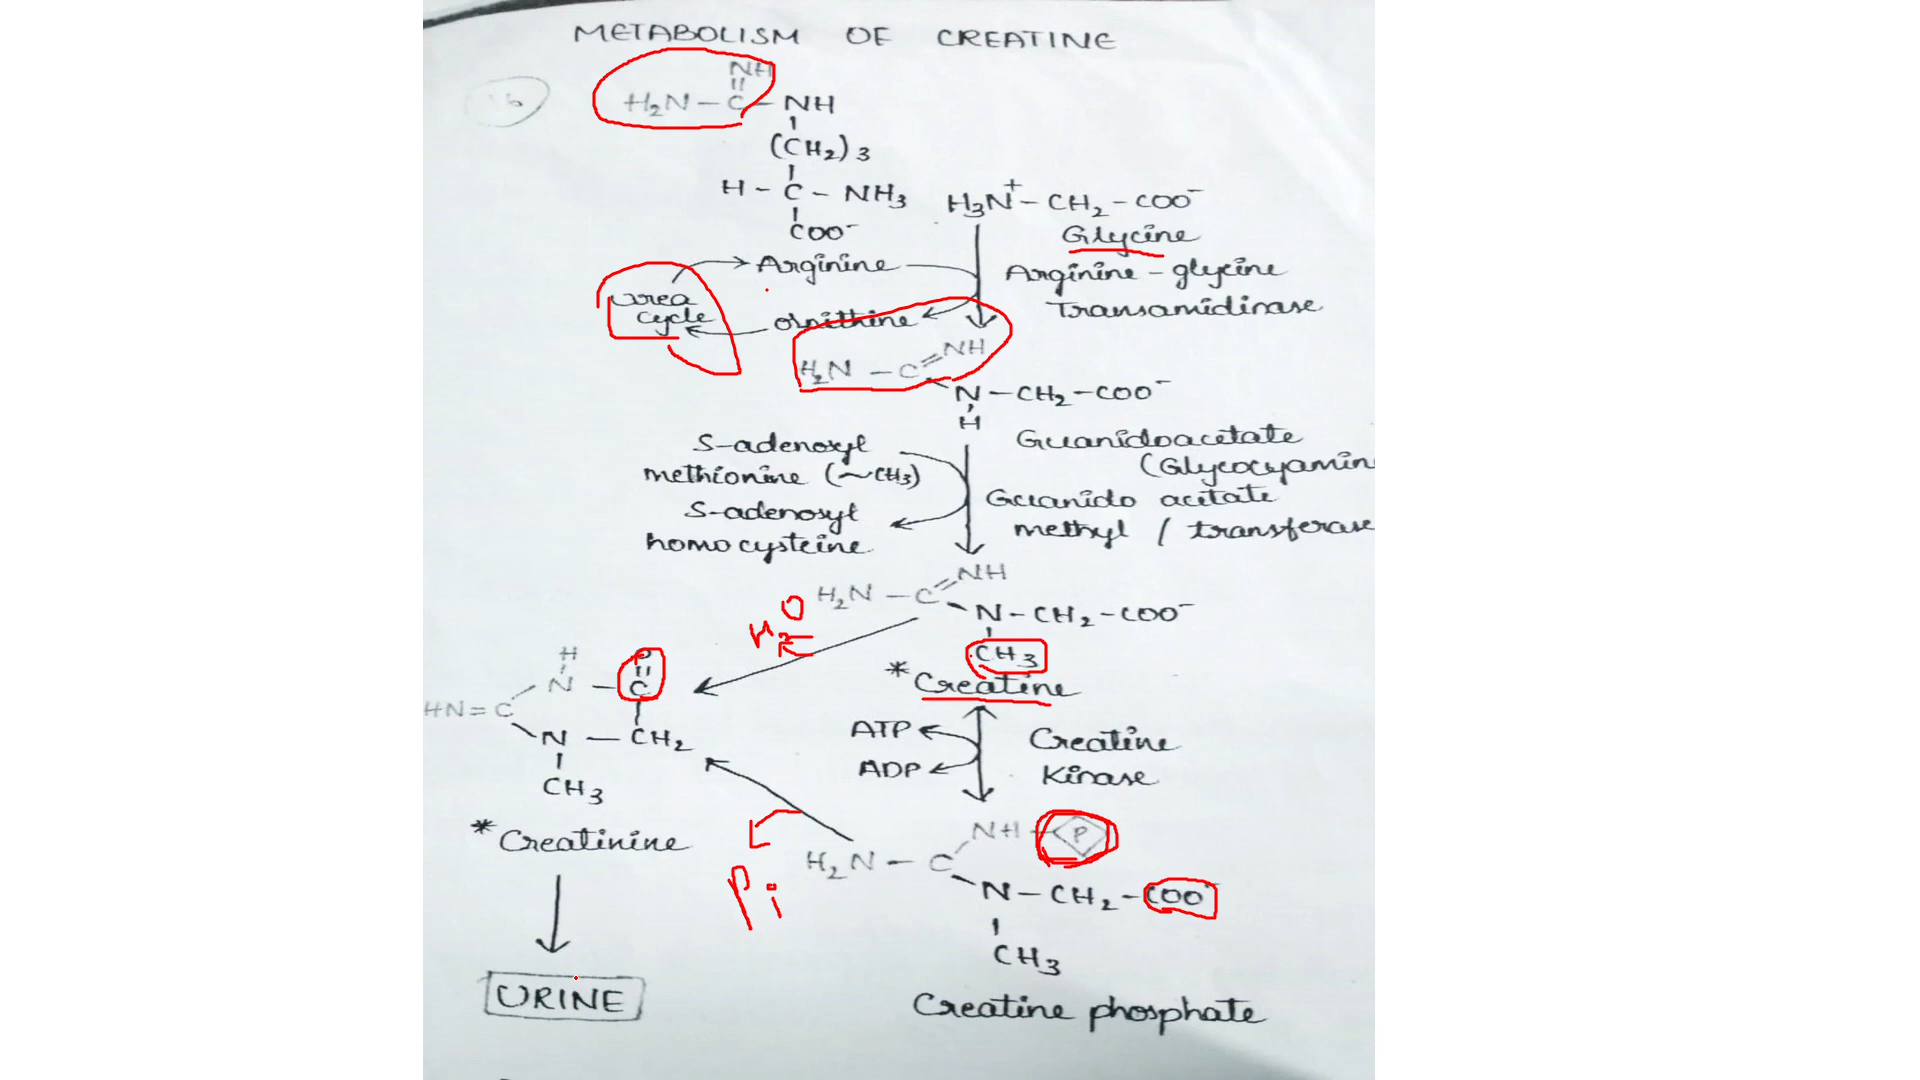 METABOLISM OF CREATINE
NH
H2N - C - NH
(CH2)3
H - C - NH3
COO-
H3N+ - CH2 - COO-
Glycine
Arginine
Arginine - glycine
Transamidinase
Urea
cycle
ornithine
H2N - C = NH
N - CH2 - COO-
H
Guanidoacetate
(Glycocyamin
S-adenosyl
methionine (~CH3)
Guanido acetate
methyl / transferase
S-adenosyl
homocysteine
H2N - C = NH
N - CH2 - COO-
CH3
* Creatine
H2O
H
N - C
O
HN = C
N - CH2
CH3
* Creatinine
ATP
ADP
Creatine
Kinase
Pi
NH - P
H2N - C
N - CH2 - COO-
CH3
Creatine phosphate
URINE